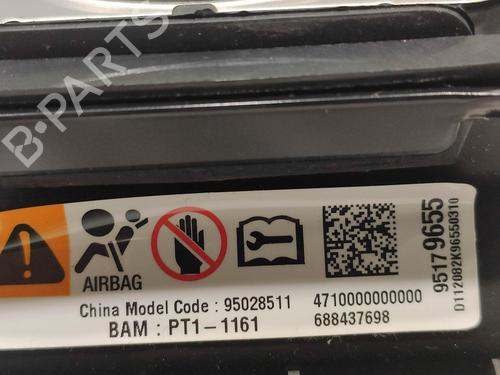 B-PARTS
AIRBAG
China Model Code : 95028511
BAM : PT1-1161
4710000000000
688437698
95179655
D112082K96550310